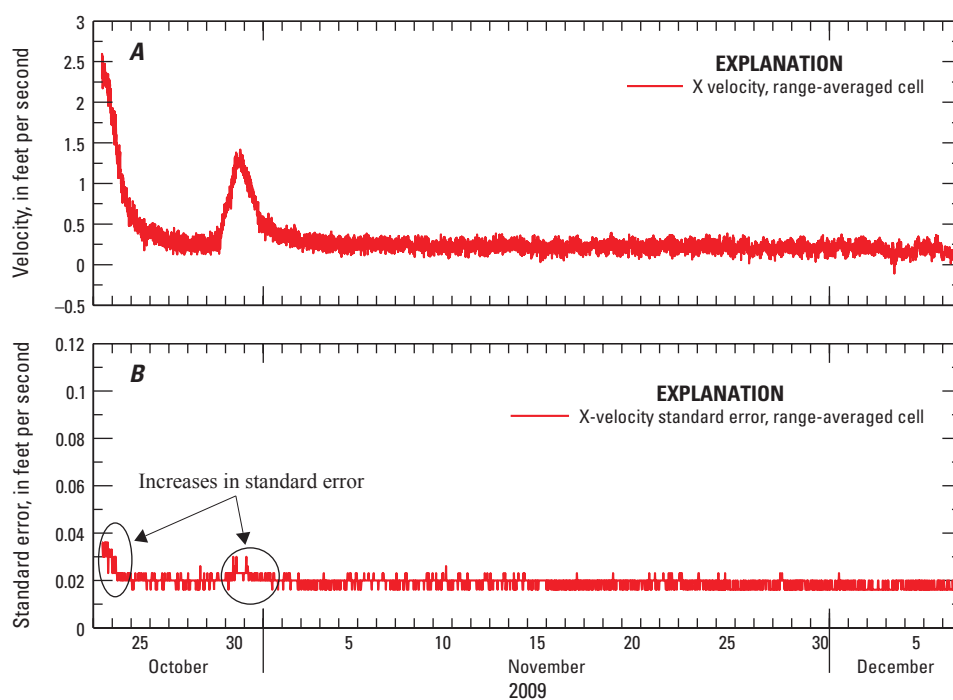 A
EXPLANATION
X velocity, range-averaged cell
Velocity, in feet per second
3
2.5
2
1.5
1
0.5
0
–0.5
B
EXPLANATION
X-velocity standard error, range-averaged cell
Increases in standard error
Standard error, in feet per second
0.12
0.1
0.08
0.06
0.04
0.02
0
25 30 5 10 15 20 25 30 5
October November December
2009